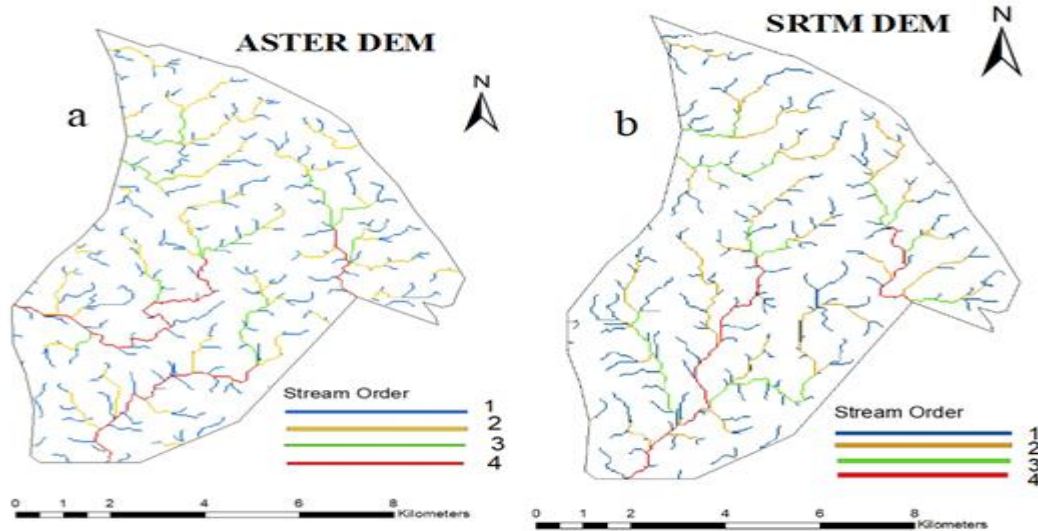 ASTER DEM
N
a
Stream Order
1
2
3
4
0 1 2 4 6 8
Kilometers
SRTM DEM
N
b
Stream Order
1
2
3
4
0 1 2 4 6 8
Kilometers